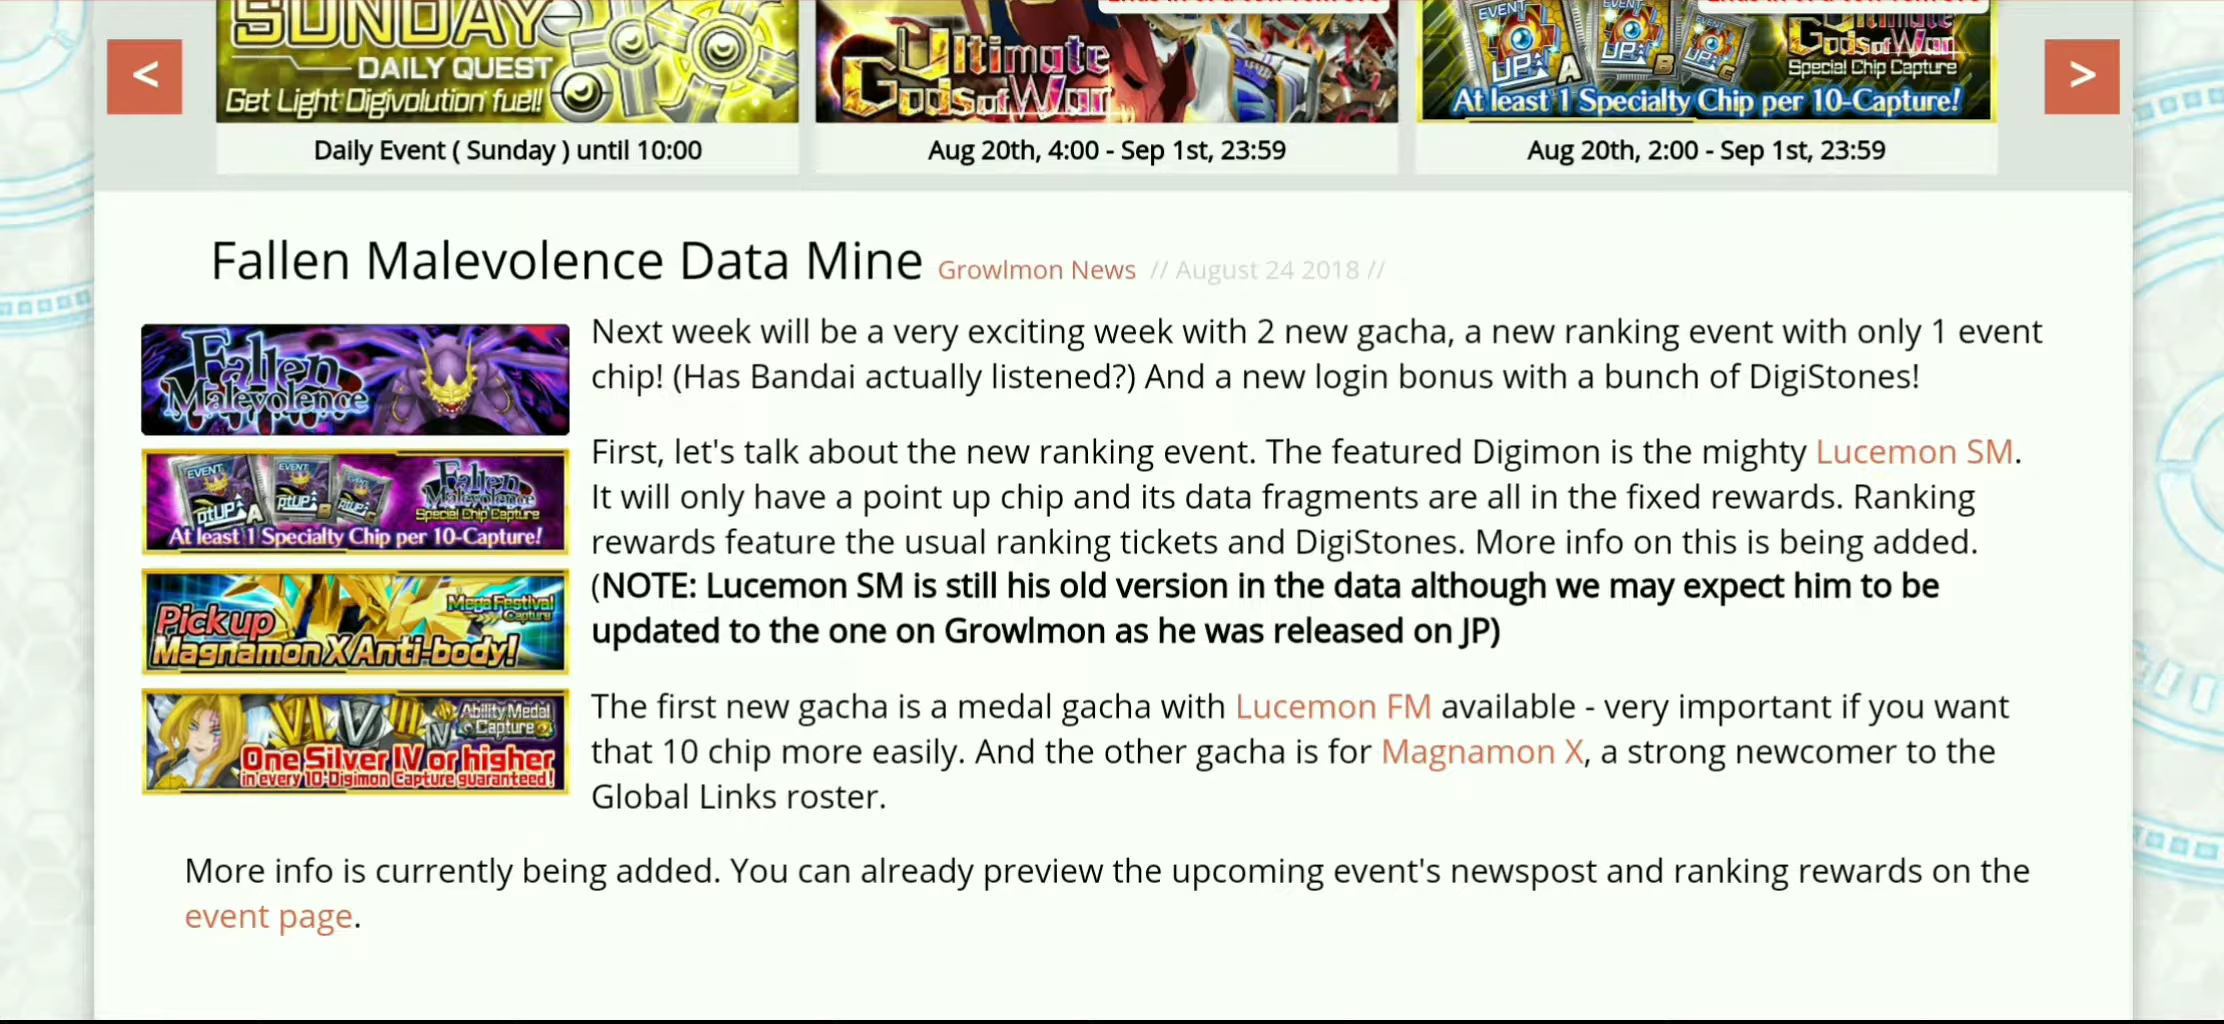 SUNDAY
DAILY QUEST
Get Light Digivolution fuel!!
Ultimate
Gods of War
EVENT
EVENT
UP
A
UP
B
UP
C
Ultimate
Gods of War
Special Chip Capture
At least 1 Specialty Chip per 10-Capture!
<
>
Daily Event ( Sunday ) until 10:00
Aug 20th, 4:00 - Sep 1st, 23:59
Aug 20th, 2:00 - Sep 1st, 23:59
Fallen Malevolence Data Mine Growlmon News // August 24 2018 //
Fallen
Malevolence
EVENT
EVENT
ptUP
A
ptUP
B
Fallen
Malevolence
Special Chip Capture
At least 1 Specialty Chip per 10-Capture!
Pick up
Magnamon X Anti-body!
Mega Festival
Capture
VI V III IV
Ability Medal
Capture
One Silver IV or higher
in every 10-Digimon Capture guaranteed!
Next week will be a very exciting week with 2 new gacha, a new ranking event with only 1 event
chip! (Has Bandai actually listened?) And a new login bonus with a bunch of DigiStones!
First, let's talk about the new ranking event. The featured Digimon is the mighty Lucemon SM.
It will only have a point up chip and its data fragments are all in the fixed rewards. Ranking
rewards feature the usual ranking tickets and DigiStones. More info on this is being added.
(NOTE: Lucemon SM is still his old version in the data although we may expect him to be
updated to the one on Growlmon as he was released on JP)
The first new gacha is a medal gacha with Lucemon FM available - very important if you want
that 10 chip more easily. And the other gacha is for Magnamon X, a strong newcomer to the
Global Links roster.
More info is currently being added. You can already preview the upcoming event's newspost and ranking rewards on the
event page.